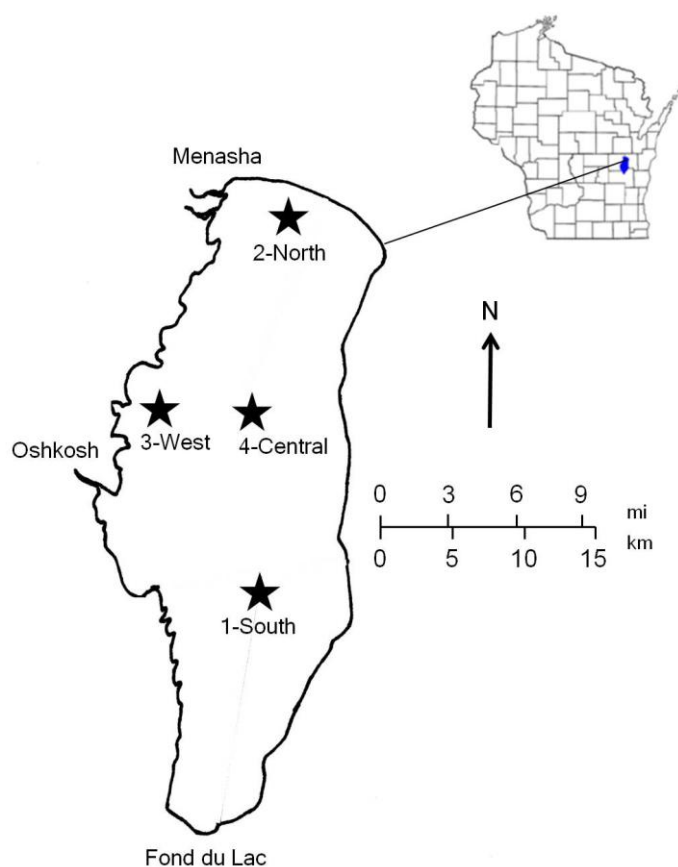 Menasha
2-North
N
3-West
4-Central
Oshkosh
0 3 6 9
mi
km
0 5 10 15
1-South
Fond du Lac